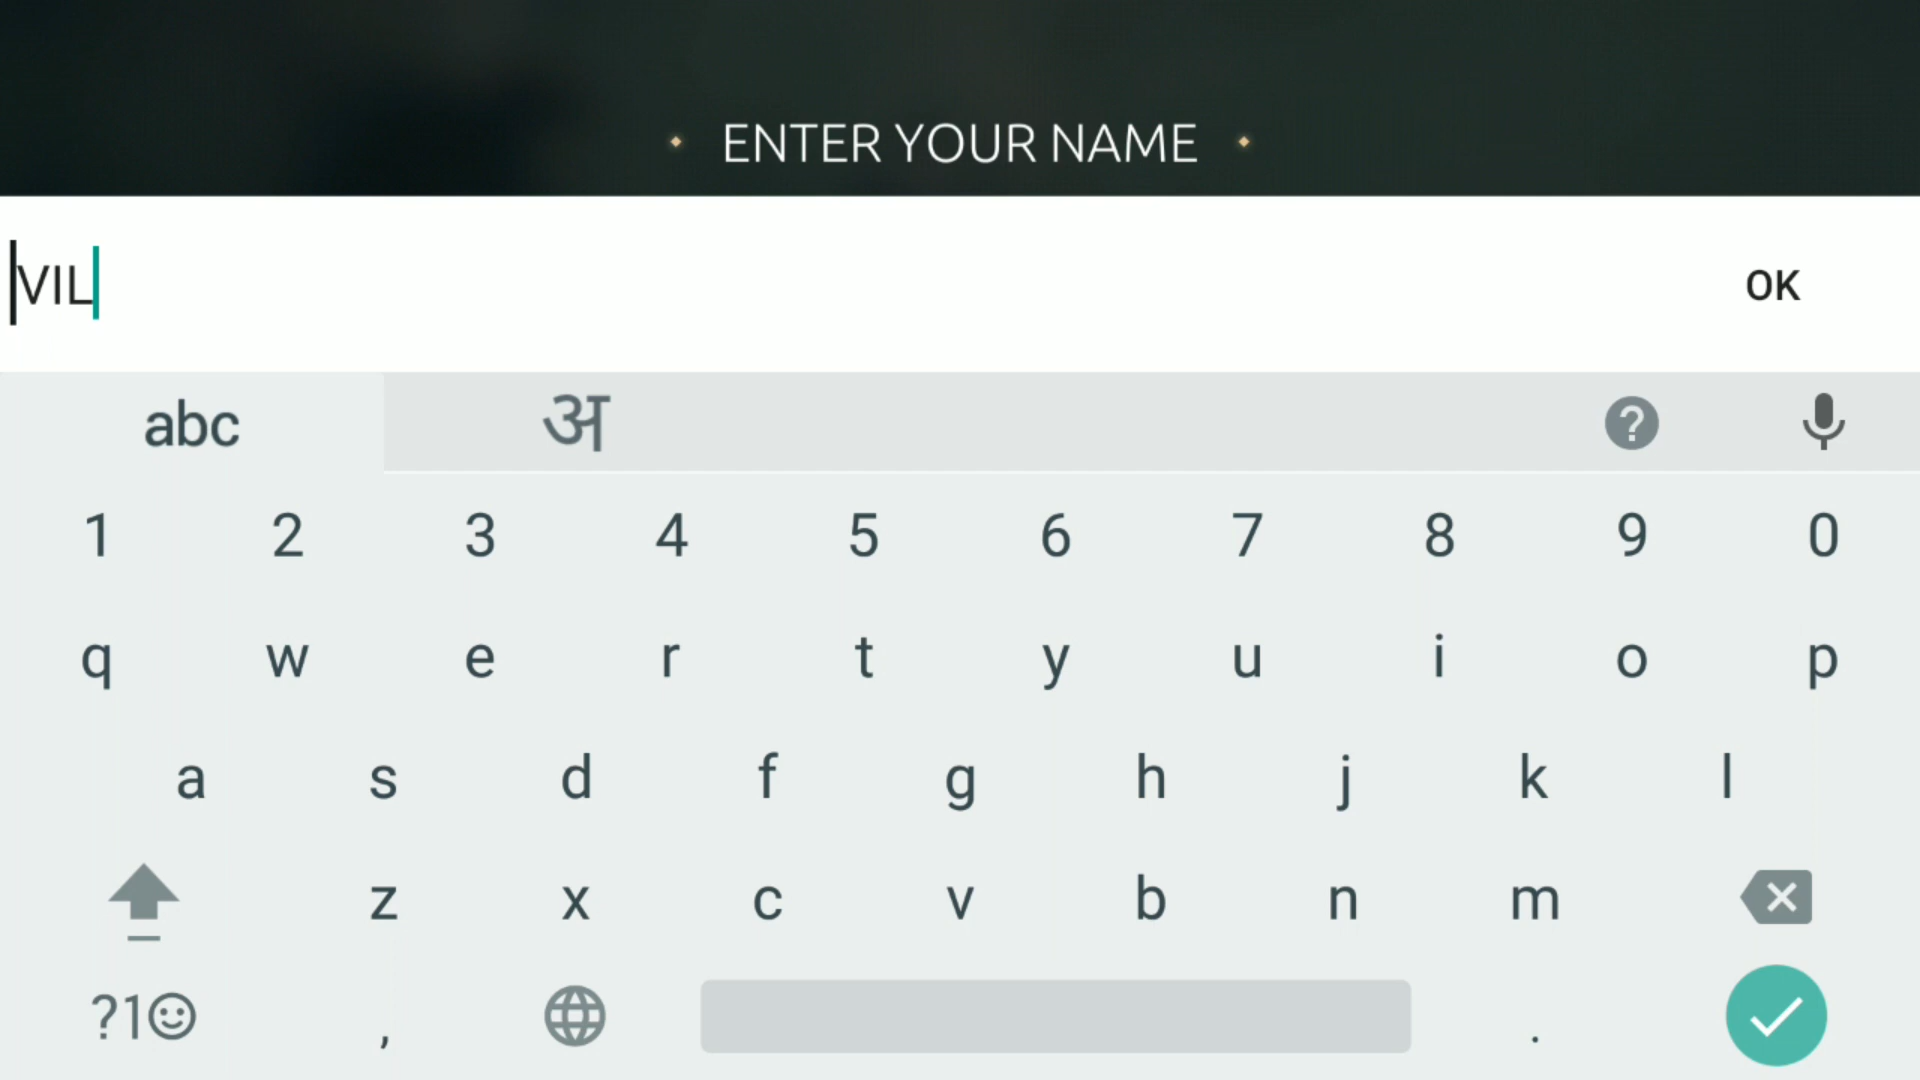 ENTER YOUR NAME
VIL OK
abc अ ?
1 2 3 4 5 6 7 8 9 0
q w e r t y u i o p
a s d f g h j k l
z x c v b n m
?1☺ , .